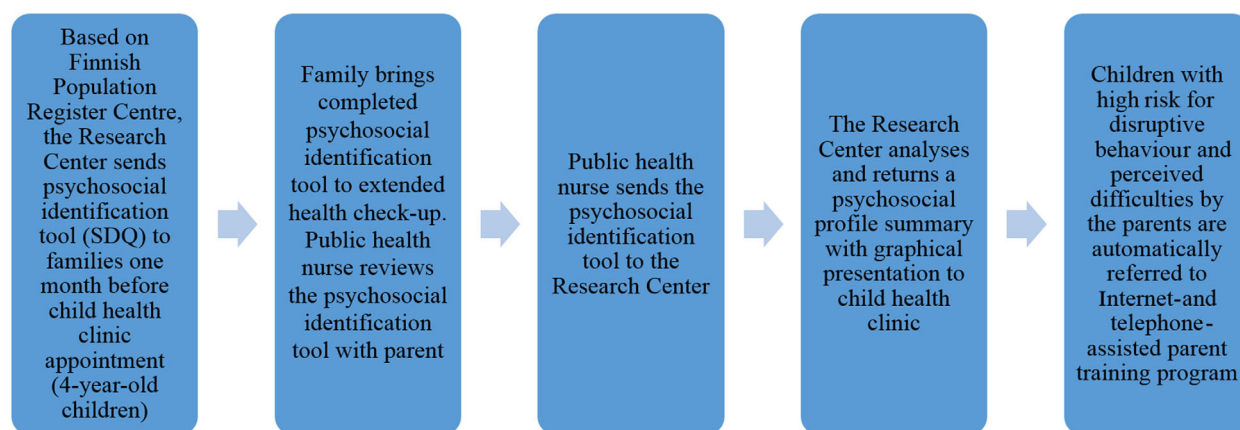 Based on
Finnish
Population
Register Centre,
the Research
Center sends
psychosocial
identification
tool (SDQ) to
families one
month before
child health
clinic
appointment
(4-year-old
children)
Family brings
completed
psychosocial
identification
tool to extended
health check-up.
Public health
nurse reviews
the psychosocial
identification
tool with parent
Public health
nurse sends the
psychosocial
identification
tool to the
Research Center
The Research
Center analyses
and returns a
psychosocial
profile summary
with graphical
presentation to
child health
clinic
Children with
high risk for
disruptive
behaviour and
perceived
difficulties by
the parents are
automatically
referred to
Internet-and
telephone-
assisted parent
training program